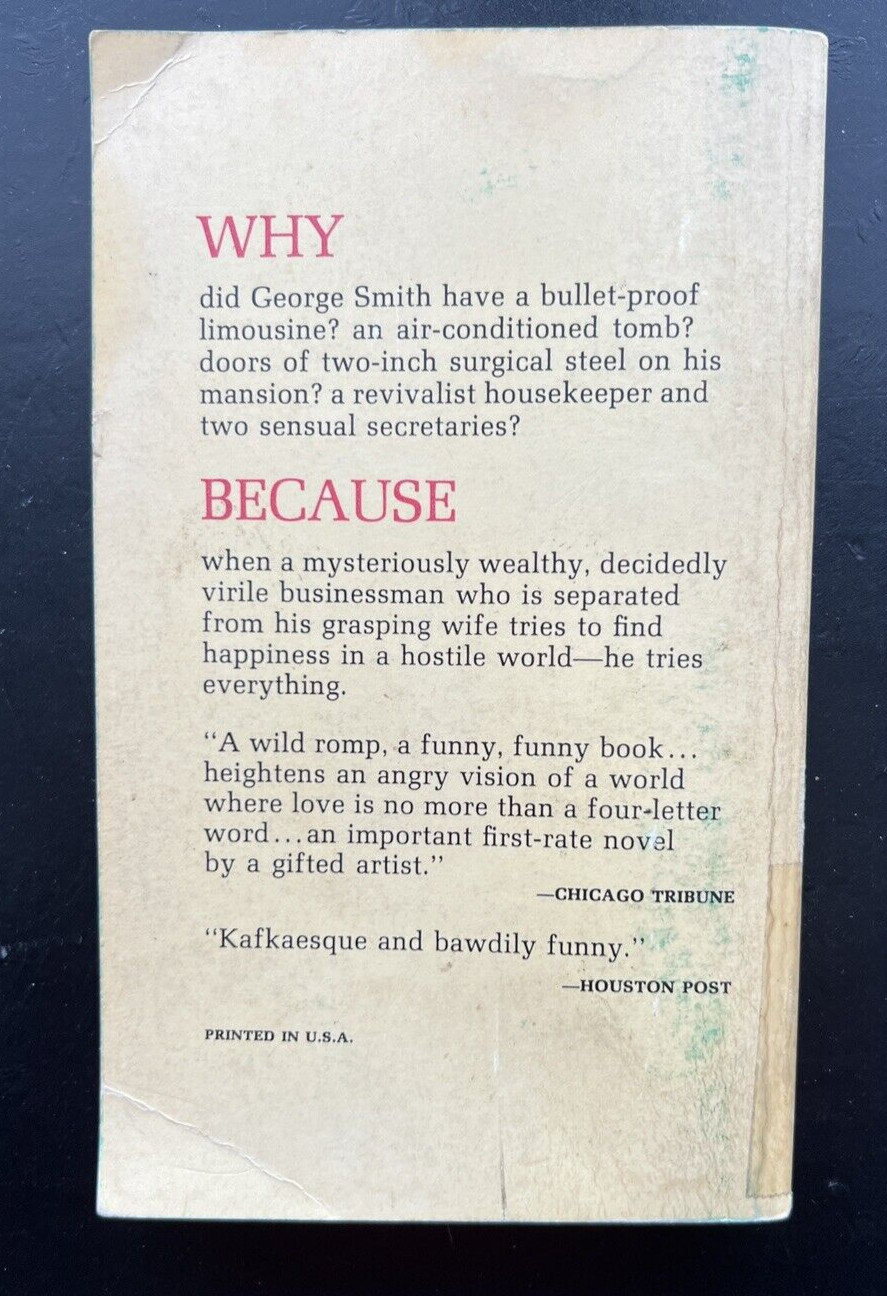 WHY
did George Smith have a bullet-proof
limousine? an air-conditioned tomb?
doors of two-inch surgical steel on his
mansion? a revivalist housekeeper and
two sensual secretaries?
BECAUSE
when a mysteriously wealthy, decidedly
virile businessman who is separated
from his grasping wife tries to find
happiness in a hostile world—he tries
everything.
“A wild romp, a funny, funny book...
heightens an angry vision of a world
where love is no more than a four-letter
word...an important first-rate novel
by a gifted artist.”
—CHICAGO TRIBUNE
“Kafkaesque and bawdily funny.”
—HOUSTON POST
PRINTED IN U.S.A.